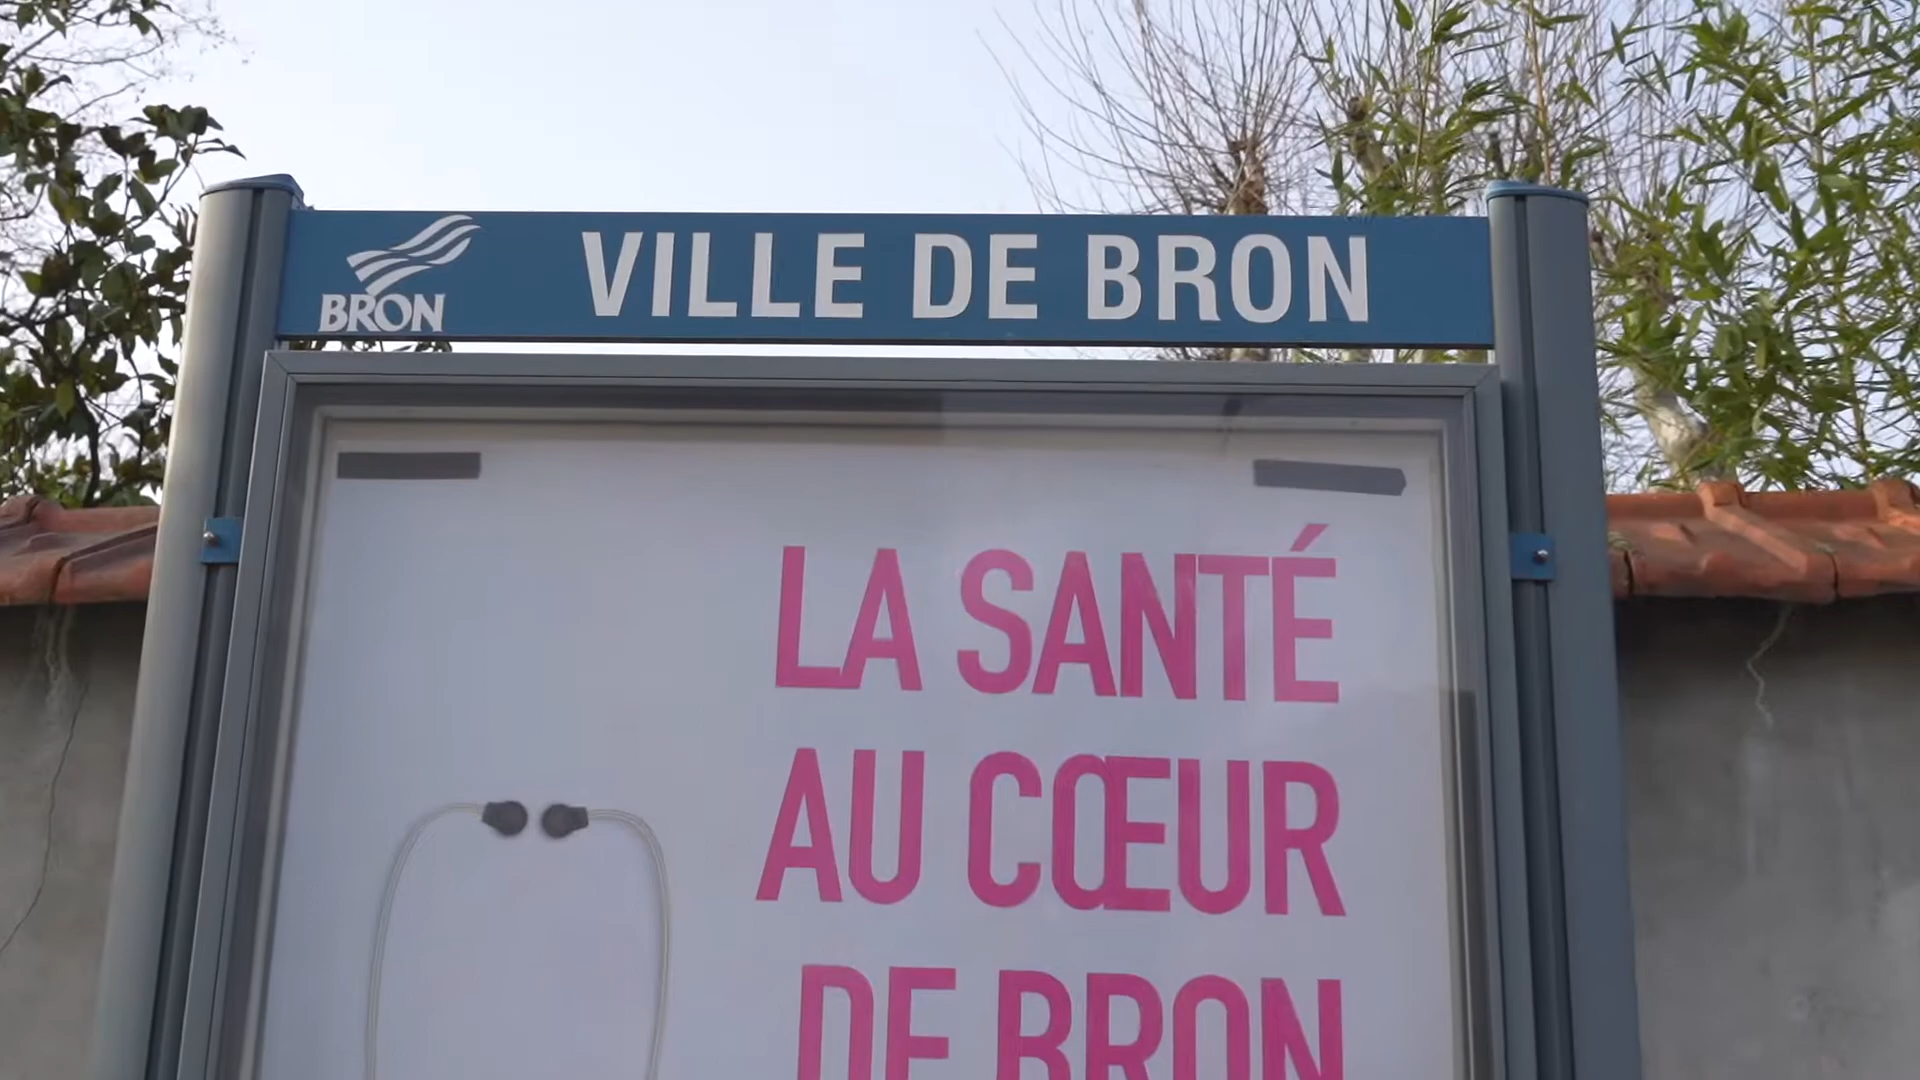 BRON
VILLE DE BRON
LA SANTÉ
AU CŒUR
DE BRON